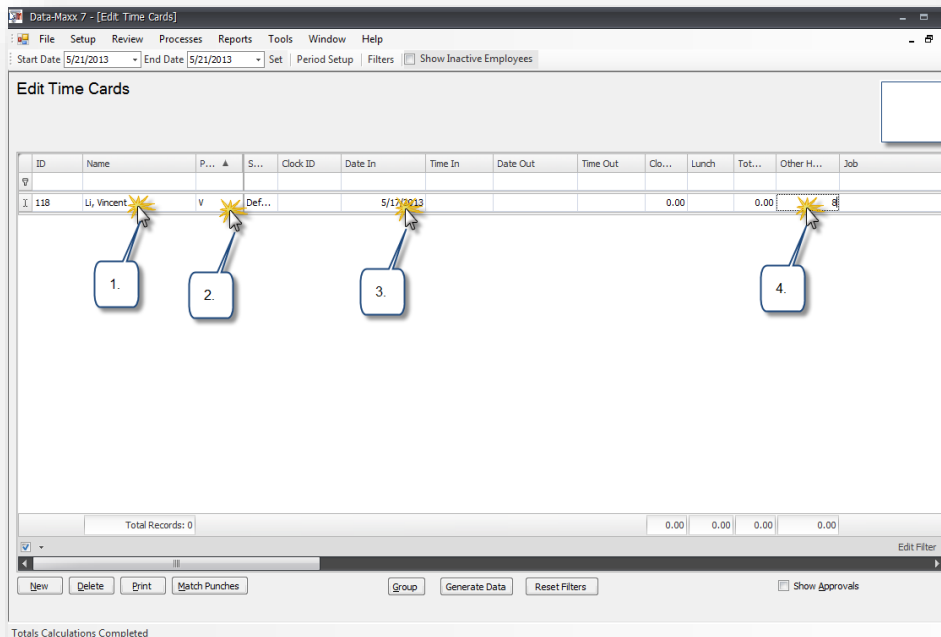 Data-Maxx 7 - [Edit Time Cards]
File Setup Review Processes Reports Tools Window Help
Start Date 5/21/2013 End Date 5/21/2013 Set Period Setup Filters Show Inactive Employees
Edit Time Cards
ID Name P... S... Clock ID Date In Time In Date Out Time Out Clo... Lunch Tot... Other H... Job
118 Li, Vincent V Def... 5/17/2013 0.00 0.00 8
1. 2. 3. 4.
Total Records: 0 0.00 0.00 0.00 0.00
Edit Filter
New Delete Print Match Punches Group Generate Data Reset Filters Show Approvals
Totals Calculations Completed